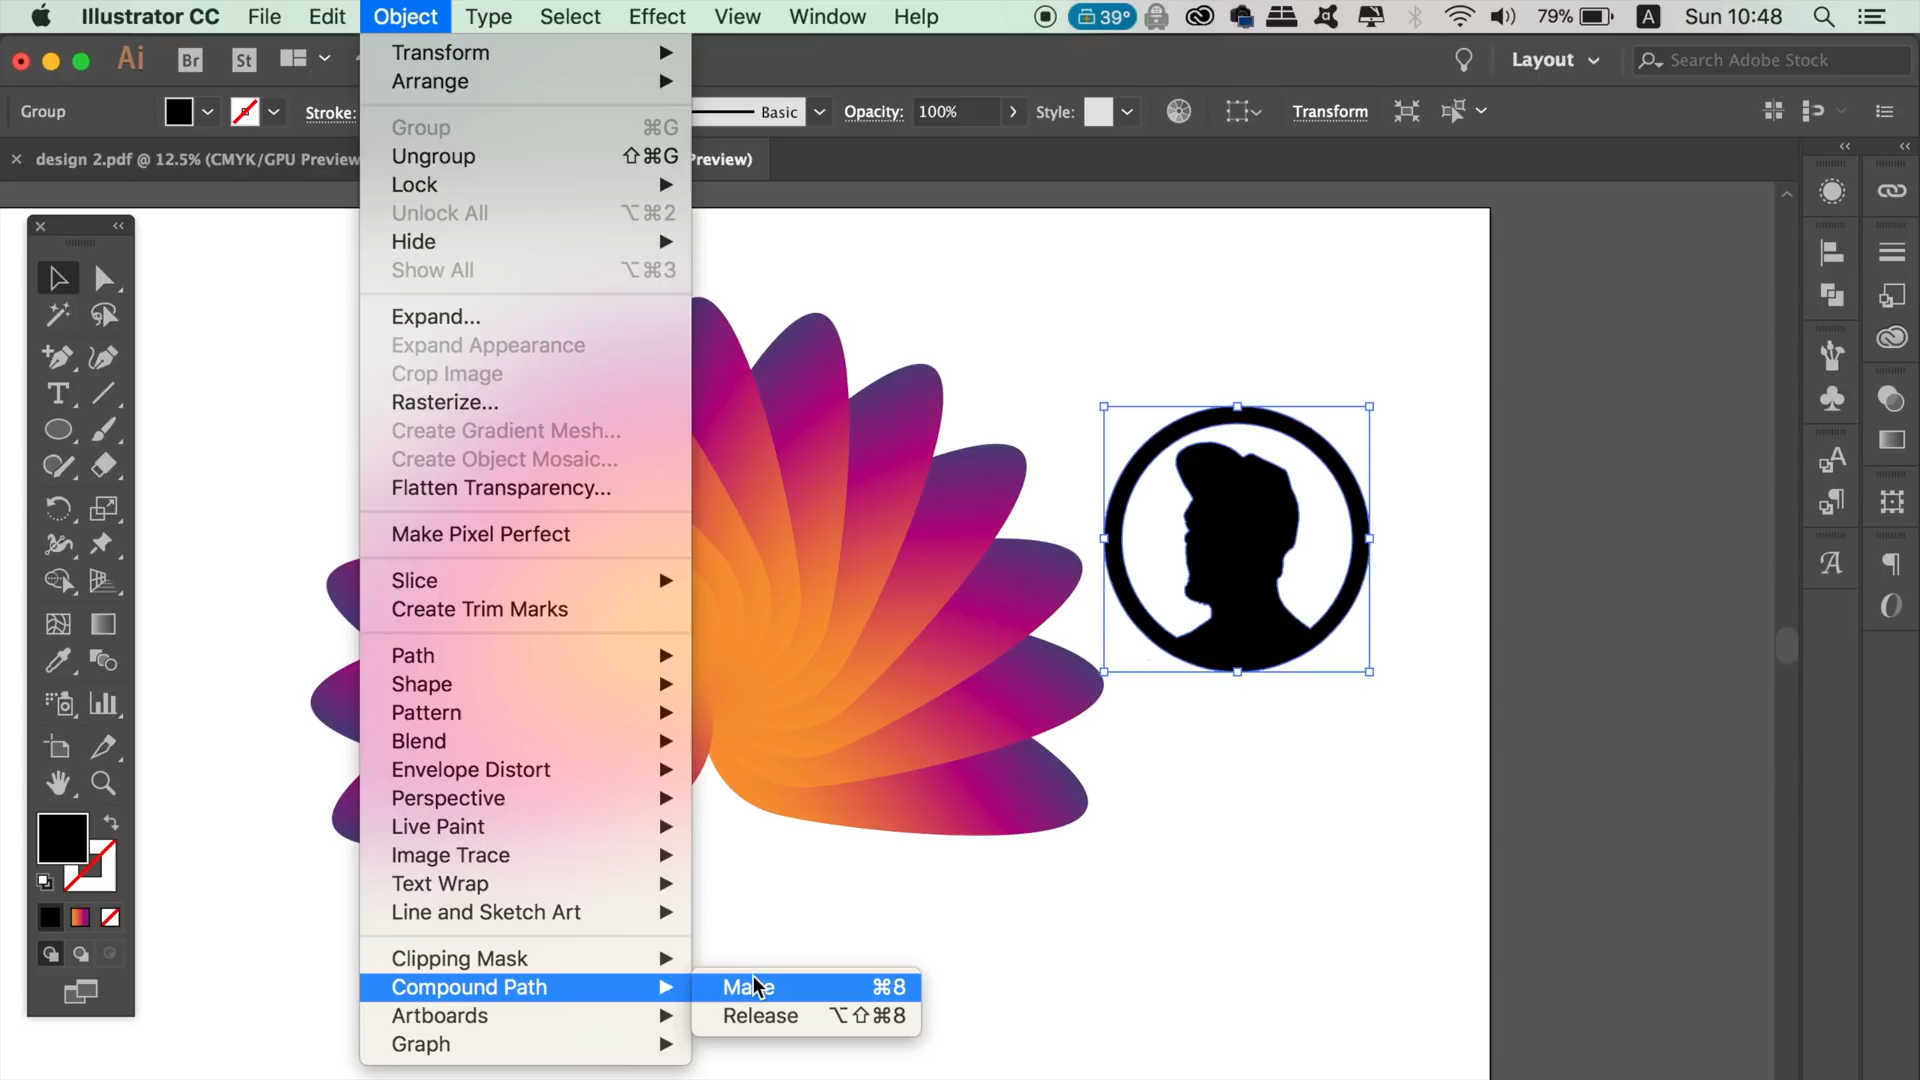 Illustrator CC File Edit Object Type Select Effect View Window Help 39° 79% A Sun 10:48
Ai Br St Layout Search Adobe Stock
Group Stroke: Basic Opacity: 100% Style: Transform
design 2.pdf @ 12.5% (CMYK/GPU Preview Preview)
Transform
Arrange
Group ⌘G
Ungroup ⇧⌘G
Lock
Unlock All ⌥⌘2
Hide
Show All ⌥⌘3
Expand...
Expand Appearance
Crop Image
Rasterize...
Create Gradient Mesh...
Create Object Mosaic...
Flatten Transparency...
Make Pixel Perfect
Slice
Create Trim Marks
Path
Shape
Pattern
Blend
Envelope Distort
Perspective
Live Paint
Image Trace
Text Wrap
Line and Sketch Art
Clipping Mask
Compound Path
Make ⌘8
Artboards
Release ⌥⇧⌘8
Graph